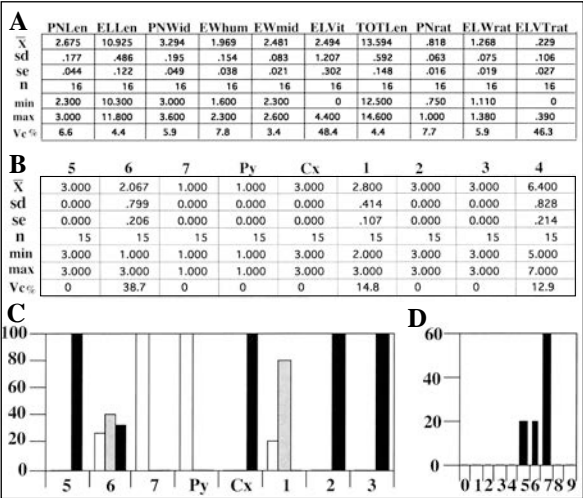 A PNLen ELLen PNWid EWhum EWmid ELVit TOTLen PNrat ELWrat ELVTrat
x̅ 2.675 10.925 3.294 1.969 2.481 2.494 13.594 .818 1.268 .229
sd .177 .486 .195 .154 .083 1.207 .592 .063 .075 .106
se .044 .122 .049 .038 .021 .302 .148 .016 .019 .027
n 16 16 16 16 16 16 16 16 16 16
min 2.300 10.300 3.000 1.600 2.300 0 12.500 .750 1.110 0
max 3.000 11.800 3.600 2.300 2.600 4.400 14.600 1.000 1.380 .390
Vc% 6.6 4.4 5.9 7.8 3.4 48.4 4.4 7.7 5.9 46.3
B 5 6 7 Py Cx 1 2 3 4
x̅ 3.000 2.067 1.000 1.000 3.000 2.800 3.000 3.000 6.400
sd 0.000 .799 0.000 0.000 0.000 .414 0.000 0.000 .828
se 0.000 .206 0.000 0.000 0.000 .107 0.000 0.000 .214
n 15 15 15 15 15 15 15 15 15
min 3.000 1.000 1.000 1.000 3.000 2.000 3.000 3.000 5.000
max 3.000 3.000 1.000 1.000 3.000 3.000 3.000 3.000 7.000
Vc% 0 38.7 0 0 0 14.8 0 0 12.9
C
100
80
60
40
20
0
5 6 7 Py Cx 1 2 3
D
60
40
20
0
0 1 2 3 4 5 6 7 8 9